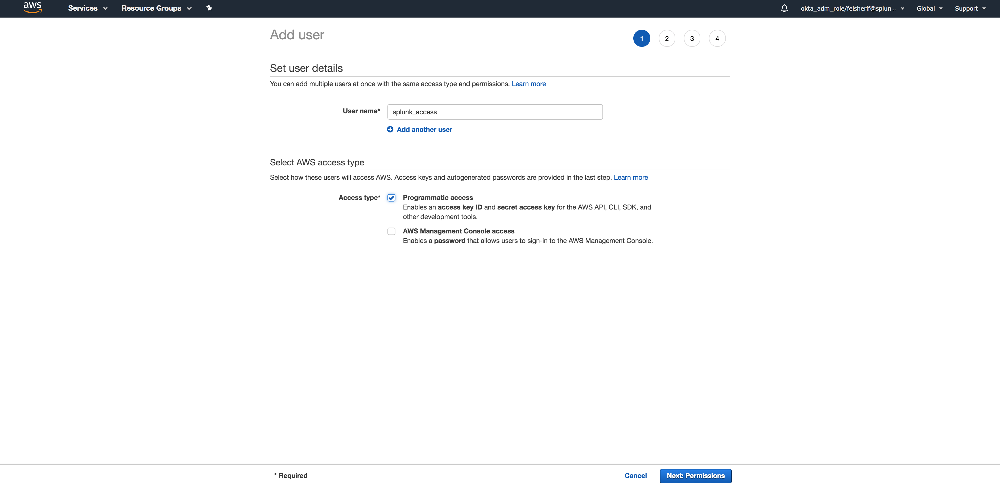 aws Services Resource Groups okta_adm_role/felsherif@splun... Global Support
Add user
1 2 3 4
Set user details
You can add multiple users at once with the same access type and permissions. Learn more
User name* splunk_access
Add another user
Select AWS access type
Select how these users will access AWS. Access keys and autogenerated passwords are provided in the last step. Learn more
Access type* Programmatic access
Enables an access key ID and secret access key for the AWS API, CLI, SDK, and
other development tools.
AWS Management Console access
Enables a password that allows users to sign-in to the AWS Management Console.
* Required Cancel Next: Permissions